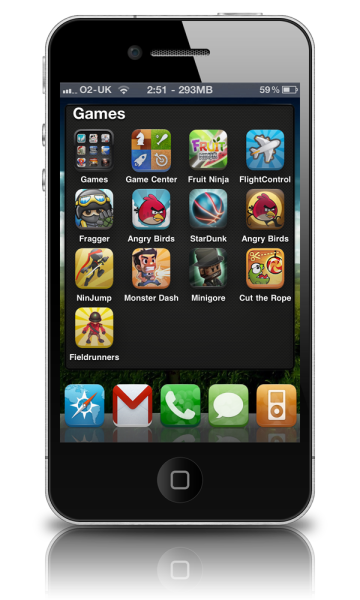 O2-UK 2:51 - 293MB 59%
Games
Games Game Center Fruit Ninja FlightControl
Fragger Angry Birds StarDunk Angry Birds
NinJump Monster Dash Minigore Cut the Rope
Fieldrunners